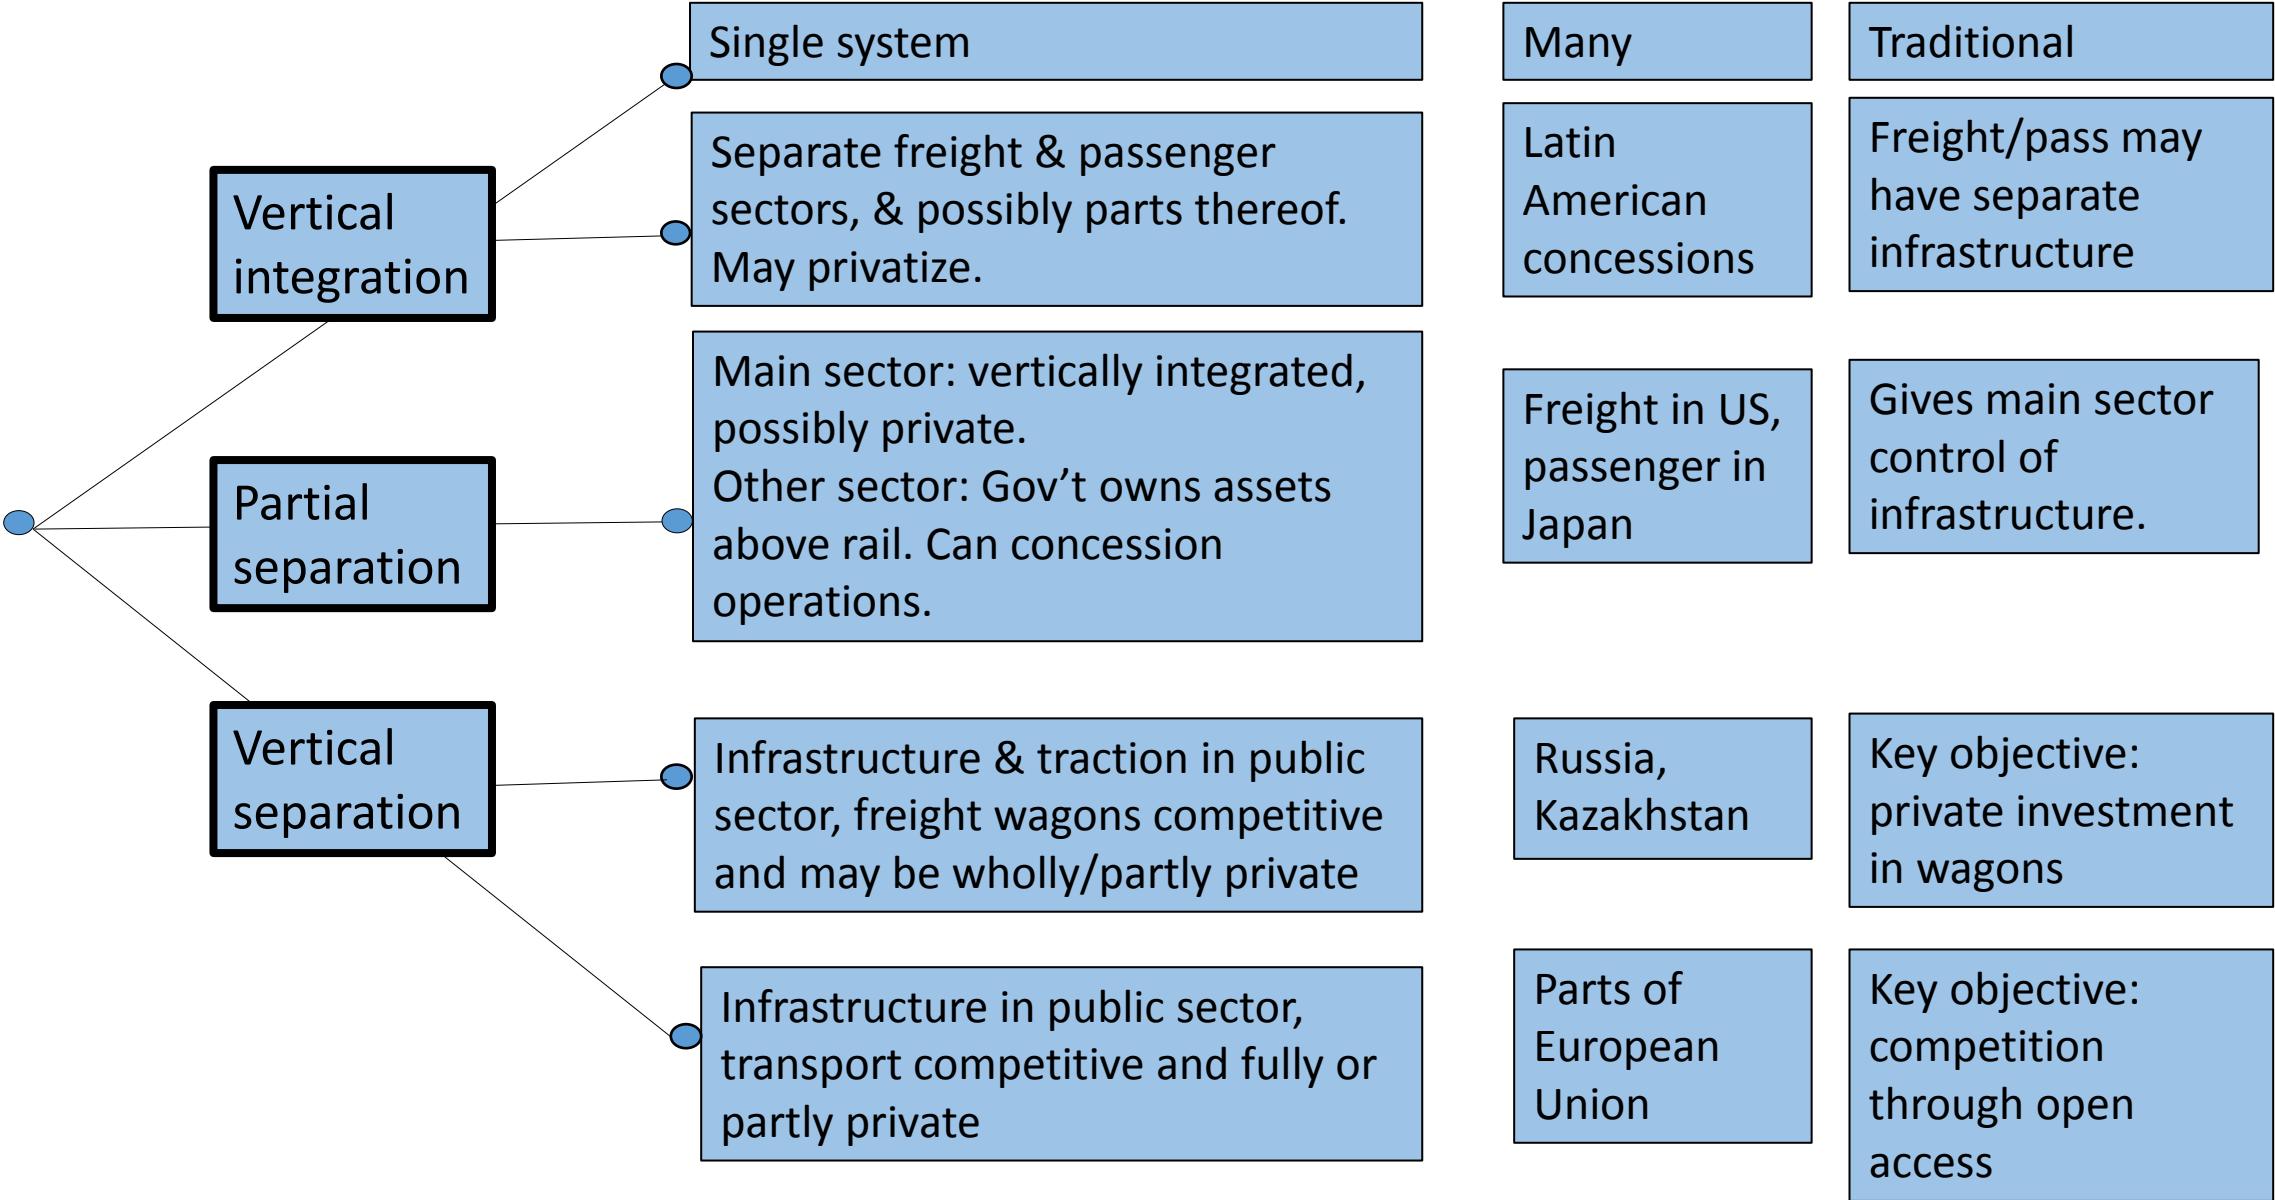 Single system
Many
Traditional
Vertical
integration
Separate freight & passenger
sectors, & possibly parts thereof.
May privatize.
Latin
American
concessions
Freight/pass may
have separate
infrastructure
Partial
separation
Main sector: vertically integrated,
possibly private.
Other sector: Gov’t owns assets
above rail. Can concession
operations.
Freight in US,
passenger in
Japan
Gives main sector
control of
infrastructure.
Vertical
separation
Infrastructure & traction in public
sector, freight wagons competitive
and may be wholly/partly private
Russia,
Kazakhstan
Key objective:
private investment
in wagons
Infrastructure in public sector,
transport competitive and fully or
partly private
Parts of
European
Union
Key objective:
competition
through open
access